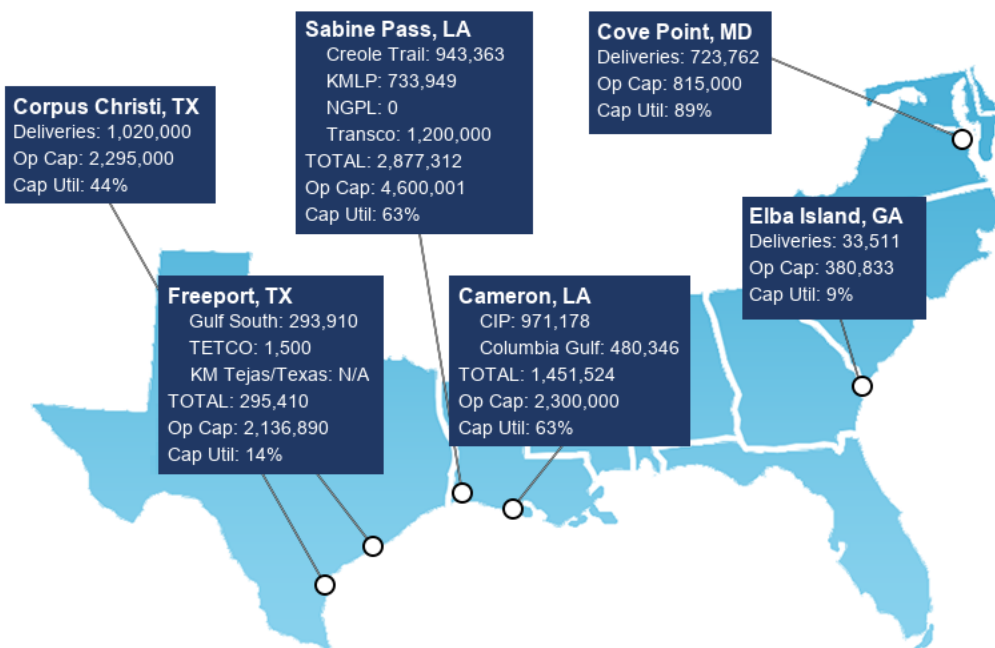 Sabine Pass, LA
Creole Trail: 943,363
KMLP: 733,949
NGPL: 0
Transco: 1,200,000
TOTAL: 2,877,312
Op Cap: 4,600,001
Cap Util: 63%
Cove Point, MD
Deliveries: 723,762
Op Cap: 815,000
Cap Util: 89%
Corpus Christi, TX
Deliveries: 1,020,000
Op Cap: 2,295,000
Cap Util: 44%
Elba Island, GA
Deliveries: 33,511
Op Cap: 380,833
Cap Util: 9%
Freeport, TX
Gulf South: 293,910
TETCO: 1,500
KM Tejas/Texas: N/A
TOTAL: 295,410
Op Cap: 2,136,890
Cap Util: 14%
Cameron, LA
CIP: 971,178
Columbia Gulf: 480,346
TOTAL: 1,451,524
Op Cap: 2,300,000
Cap Util: 63%